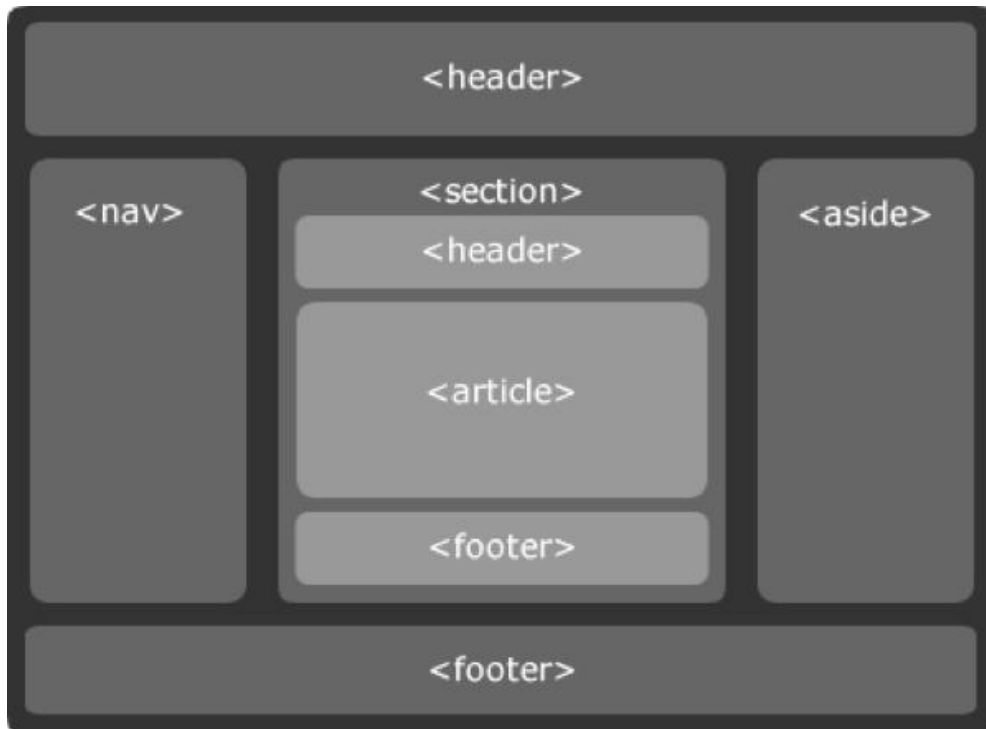 <header>
<nav>
<section>
<header>
<article>
<footer>
<aside>
<footer>